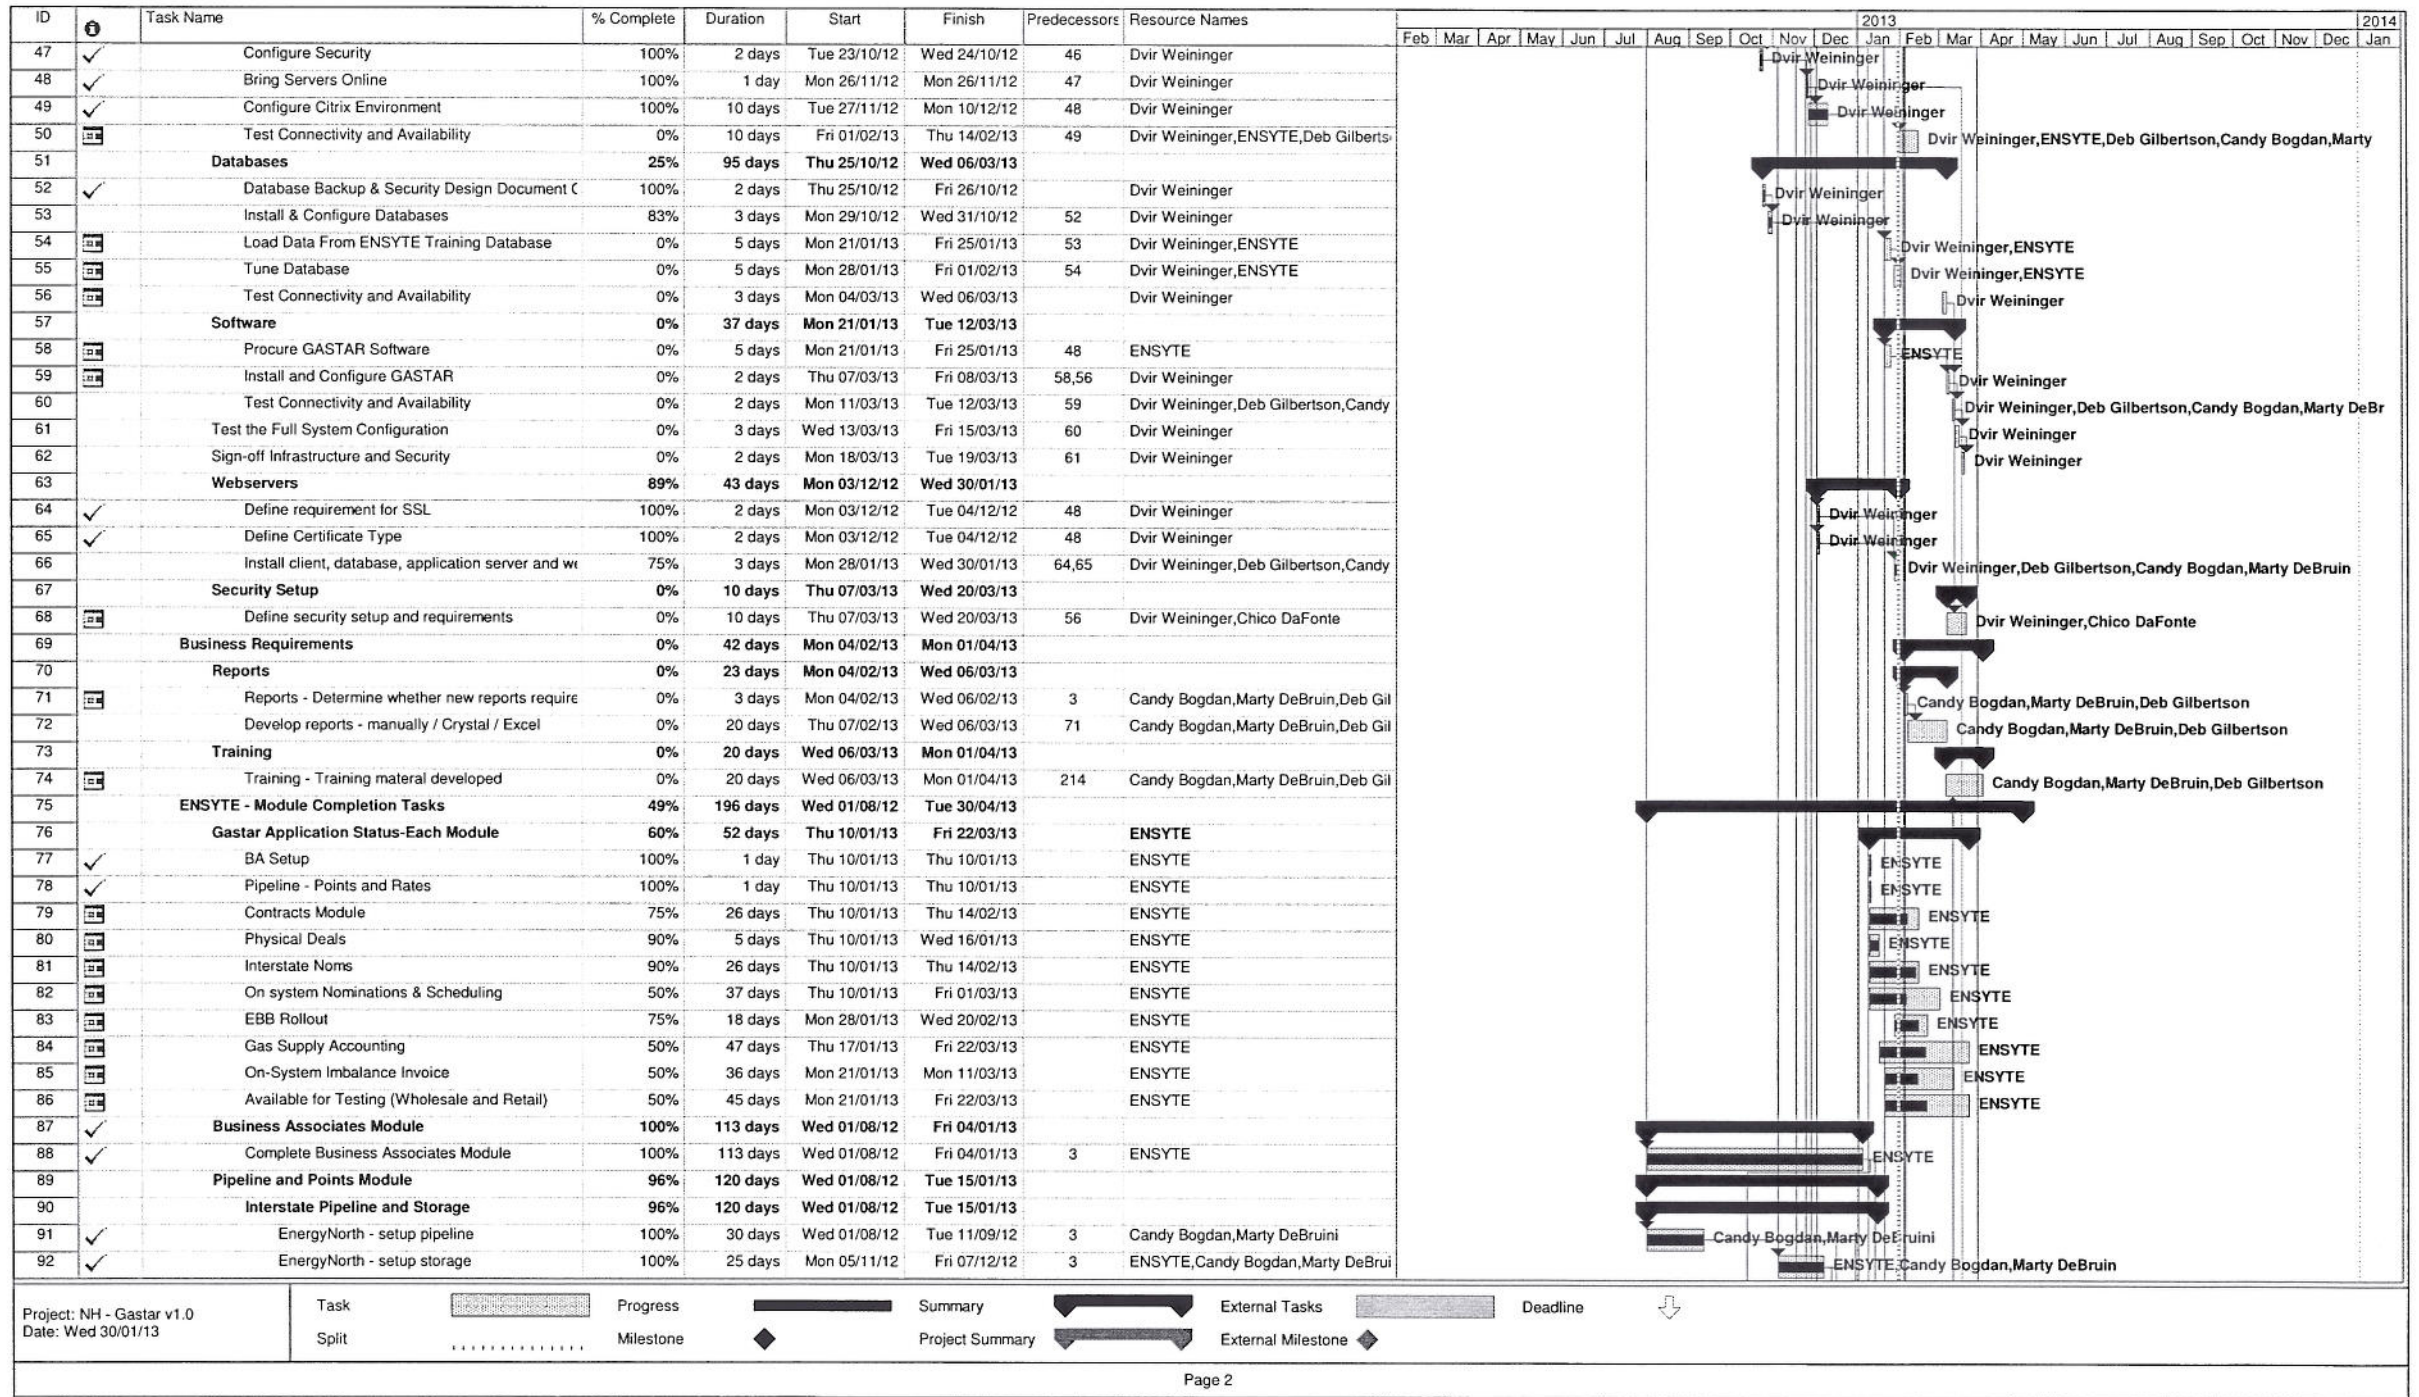 ID Task Name % Complete Duration Start Finish Predecessors Resource Names 2013 2014
Feb Mar Apr May Jun Jul Aug Sep Oct Nov Dec Jan Feb Mar Apr May Jun Jul Aug Sep Oct Nov Dec Jan
47 Configure Security 100% 2 days Tue 23/10/12 Wed 24/10/12 46 Dvir Weininger Dvir Weininger
48 Bring Servers Online 100% 1 day Mon 26/11/12 Mon 26/11/12 47 Dvir Weininger Dvir Weininger
49 Configure Citrix Environment 100% 10 days Tue 27/11/12 Mon 10/12/12 48 Dvir Weininger Dvir Weininger
50 Test Connectivity and Availability 0% 10 days Fri 01/02/13 Thu 14/02/13 49 Dvir Weininger,ENSYTE,Deb Gilberts Dvir Weininger,ENSYTE,Deb Gilbertson,Candy Bogdan,Marty
51 Databases 25% 95 days Thu 25/10/12 Wed 06/03/13
52 Database Backup & Security Design Document C 100% 2 days Thu 25/10/12 Fri 26/10/12 Dvir Weininger Dvir Weininger
53 Install & Configure Databases 83% 3 days Mon 29/10/12 Wed 31/10/12 52 Dvir Weininger Dvir Weininger
54 Load Data From ENSYTE Training Database 0% 5 days Mon 21/01/13 Fri 25/01/13 53 Dvir Weininger,ENSYTE Dvir Weininger,ENSYTE
55 Tune Database 0% 5 days Mon 28/01/13 Fri 01/02/13 54 Dvir Weininger,ENSYTE Dvir Weininger,ENSYTE
56 Test Connectivity and Availability 0% 3 days Mon 04/03/13 Wed 06/03/13 Dvir Weininger Dvir Weininger
57 Software 0% 37 days Mon 21/01/13 Tue 12/03/13
58 Procure GASTAR Software 0% 5 days Mon 21/01/13 Fri 25/01/13 48 ENSYTE ENSYTE
59 Install and Configure GASTAR 0% 2 days Thu 07/03/13 Fri 08/03/13 58,56 Dvir Weininger Dvir Weininger
60 Test Connectivity and Availability 0% 2 days Mon 11/03/13 Tue 12/03/13 59 Dvir Weininger,Deb Gilbertson,Candy Dvir Weininger,Deb Gilbertson,Candy Bogdan,Marty DeBr
61 Test the Full System Configuration 0% 3 days Wed 13/03/13 Fri 15/03/13 60 Dvir Weininger Dvir Weininger
62 Sign-off Infrastructure and Security 0% 2 days Mon 18/03/13 Tue 19/03/13 61 Dvir Weininger Dvir Weininger
63 Webservers 89% 43 days Mon 03/12/12 Wed 30/01/13
64 Define requirement for SSL 100% 2 days Mon 03/12/12 Tue 04/12/12 48 Dvir Weininger Dvir Weininger
65 Define Certificate Type 100% 2 days Mon 03/12/12 Tue 04/12/12 48 Dvir Weininger Dvir Weininger
66 Install client, database, application server and we 75% 3 days Mon 28/01/13 Wed 30/01/13 64,65 Dvir Weininger,Deb Gilbertson,Candy Dvir Weininger,Deb Gilbertson,Candy Bogdan,Marty DeBruin
67 Security Setup 0% 10 days Thu 07/03/13 Wed 20/03/13
68 Define security setup and requirements 0% 10 days Thu 07/03/13 Wed 20/03/13 56 Dvir Weininger,Chico DaFonte Dvir Weininger,Chico DaFonte
69 Business Requirements 0% 42 days Mon 04/02/13 Mon 01/04/13
70 Reports 0% 23 days Mon 04/02/13 Wed 06/03/13
71 Reports - Determine whether new reports require 0% 3 days Mon 04/02/13 Wed 06/02/13 3 Candy Bogdan,Marty DeBruin,Deb Gil Candy Bogdan,Marty DeBruin,Deb Gilbertson
72 Develop reports - manually / Crystal / Excel 0% 20 days Thu 07/02/13 Wed 06/03/13 71 Candy Bogdan,Marty DeBruin,Deb Gil Candy Bogdan,Marty DeBruin,Deb Gilbertson
73 Training 0% 20 days Wed 06/03/13 Mon 01/04/13
74 Training - Training materal developed 0% 20 days Wed 06/03/13 Mon 01/04/13 214 Candy Bogdan,Marty DeBruin,Deb Gil Candy Bogdan,Marty DeBruin,Deb Gilbertson
75 ENSYTE - Module Completion Tasks 49% 196 days Wed 01/08/12 Tue 30/04/13
76 Gastar Application Status-Each Module 60% 52 days Thu 10/01/13 Fri 22/03/13 ENSYTE
77 BA Setup 100% 1 day Thu 10/01/13 Thu 10/01/13 ENSYTE ENSYTE
78 Pipeline - Points and Rates 100% 1 day Thu 10/01/13 Thu 10/01/13 ENSYTE ENSYTE
79 Contracts Module 75% 26 days Thu 10/01/13 Thu 14/02/13 ENSYTE ENSYTE
80 Physical Deals 90% 5 days Thu 10/01/13 Wed 16/01/13 ENSYTE ENSYTE
81 Interstate Noms 90% 26 days Thu 10/01/13 Thu 14/02/13 ENSYTE ENSYTE
82 On system Nominations & Scheduling 50% 37 days Thu 10/01/13 Fri 01/03/13 ENSYTE ENSYTE
83 EBB Rollout 75% 18 days Mon 28/01/13 Wed 20/02/13 ENSYTE ENSYTE
84 Gas Supply Accounting 50% 47 days Thu 17/01/13 Fri 22/03/13 ENSYTE ENSYTE
85 On-System Imbalance Invoice 50% 36 days Mon 21/01/13 Mon 11/03/13 ENSYTE ENSYTE
86 Available for Testing (Wholesale and Retail) 50% 45 days Mon 21/01/13 Fri 22/03/13 ENSYTE ENSYTE
87 Business Associates Module 100% 113 days Wed 01/08/12 Fri 04/01/13
88 Complete Business Associates Module 100% 113 days Wed 01/08/12 Fri 04/01/13 3 ENSYTE ENSYTE
89 Pipeline and Points Module 96% 120 days Wed 01/08/12 Tue 15/01/13
90 Interstate Pipeline and Storage 96% 120 days Wed 01/08/12 Tue 15/01/13
91 EnergyNorth - setup pipeline 100% 30 days Wed 01/08/12 Tue 11/09/12 3 Candy Bogdan,Marty DeBruini Candy Bogdan,Marty DeBruini
92 EnergyNorth - setup storage 100% 25 days Mon 05/11/12 Fri 07/12/12 3 ENSYTE,Candy Bogdan,Marty DeBrui ENSYTE,Candy Bogdan,Marty DeBruin
Project: NH - Gastar v1.0
Date: Wed 30/01/13
Task Progress Summary External Tasks Deadline
Split Milestone Project Summary External Milestone
Page 2